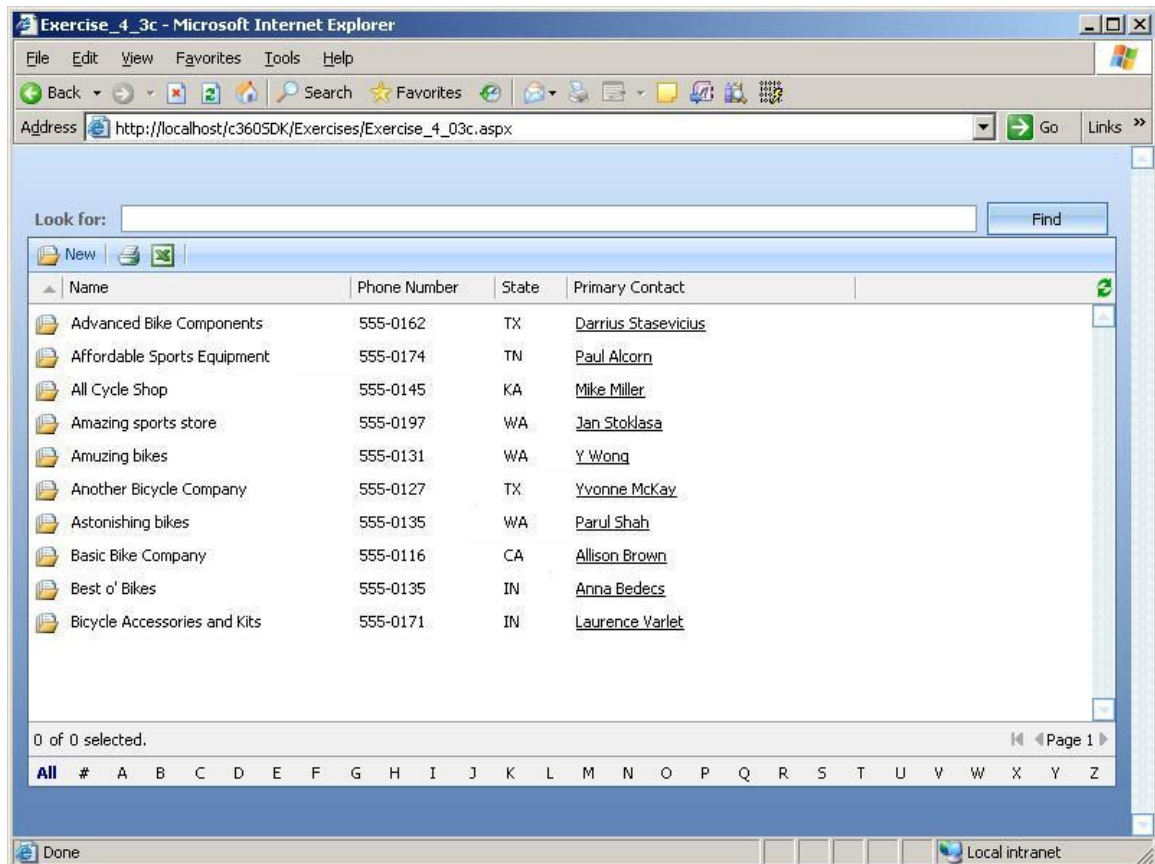 Exercise_4_3c - Microsoft Internet Explorer
File Edit View Favorites Tools Help
Back Search Favorites
Address http://localhost/c360SDK/Exercises/Exercise_4_03c.aspx Go Links »
Look for: Find
New
Name Phone Number State Primary Contact
Advanced Bike Components 555-0162 TX Darrius Stasevicius
Affordable Sports Equipment 555-0174 TN Paul Alcorn
All Cycle Shop 555-0145 KA Mike Miller
Amazing sports store 555-0197 WA Jan Stoklasa
Amuzing bikes 555-0131 WA Y Wong
Another Bicycle Company 555-0127 TX Yvonne McKay
Astonishing bikes 555-0135 WA Parul Shah
Basic Bike Company 555-0116 CA Allison Brown
Best o' Bikes 555-0135 IN Anna Bedecs
Bicycle Accessories and Kits 555-0171 IN Laurence Varlet
0 of 0 selected. Page 1
All # A B C D E F G H I J K L M N O P Q R S T U V W X Y Z
Done Local intranet